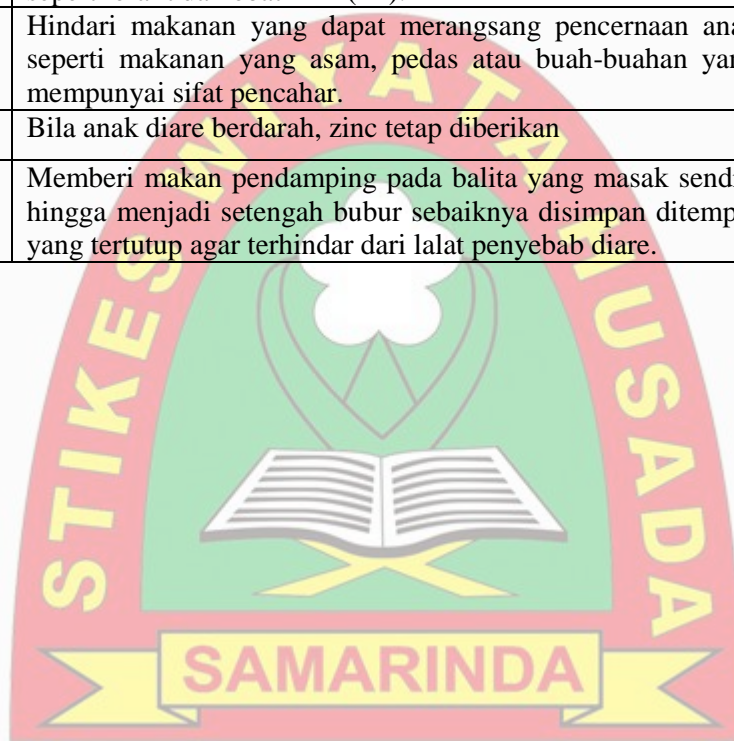 Hindari makanan yang dapat merangsang pencernaan
seperti makanan yang asam, pedas atau buah-buahan
mempunyai sifat pencahar.
Bila anak diare berdarah, zinc tetap diberikan
Memberi makan pendamping pada balita yang masak
hingga menjadi setengah bubur sebaiknya disimpan
yang tertutup agar terhindar dari lalat penyebab diare.
STIKES WIYATA HUSADA
SAMARINDA